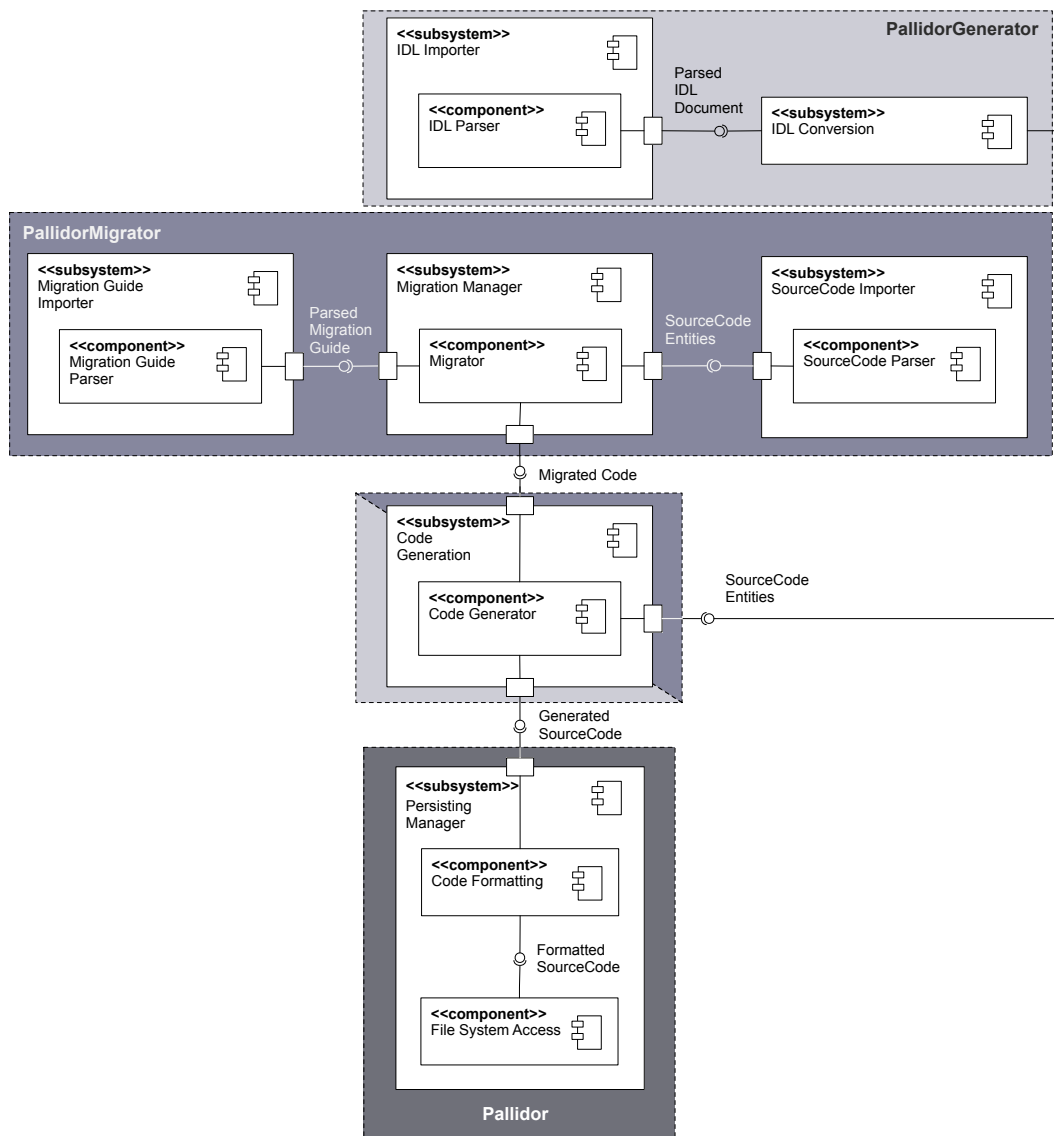 PallidorGenerator
<<subsystem>>
IDL Importer
<<component>>
IDL Parser
Parsed
IDL
Document
<<subsystem>>
IDL Conversion
PallidorMigrator
<<subsystem>>
Migration Guide
Importer
<<component>>
Migration Guide
Parser
Parsed
Migration
Guide
<<subsystem>>
Migration Manager
<<component>>
Migrator
SourceCode
Entities
<<subsystem>>
SourceCode Importer
<<component>>
SourceCode Parser
Migrated Code
<<subsystem>>
Code
Generation
<<component>>
Code Generator
SourceCode
Entities
Generated
SourceCode
<<subsystem>>
Persisting
Manager
<<component>>
Code Formatting
Formatted
SourceCode
<<component>>
File System Access
Pallidor